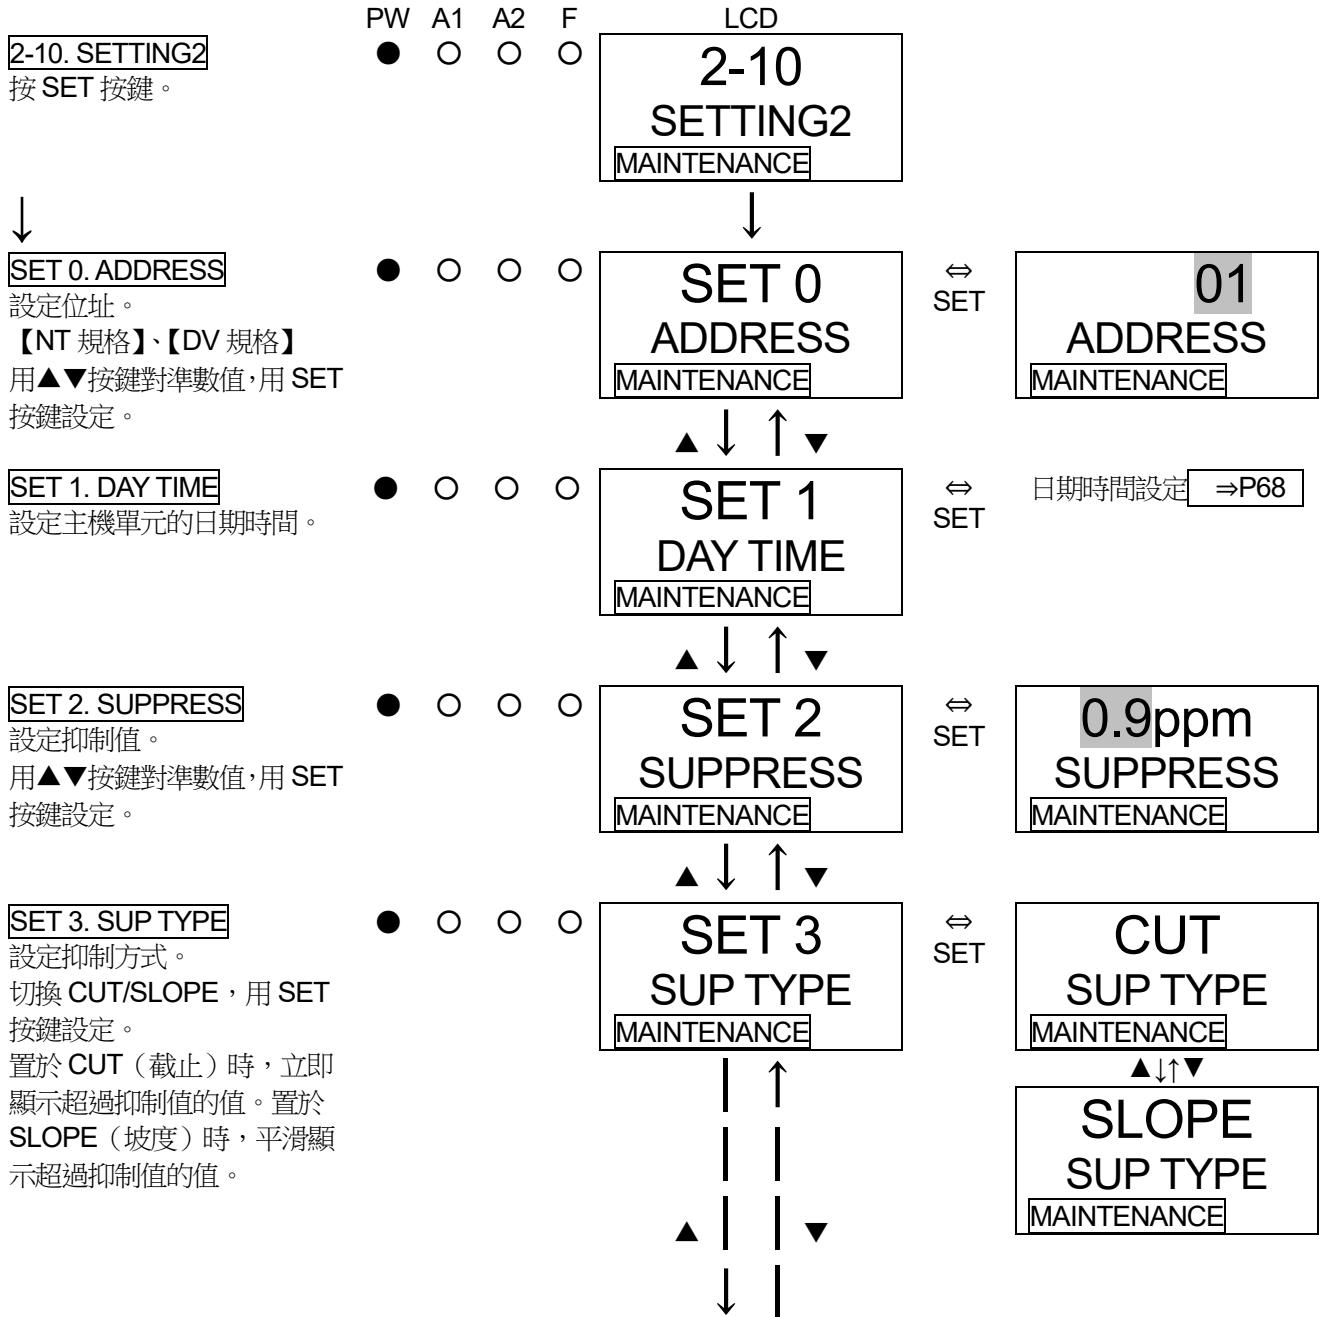 PW A1 A2 F LCD
2-10. SETTING2 ● ○ ○ ○
按 SET 按鍵。
2-10
SETTING2
MAINTENANCE
↓ ↓
SET 0. ADDRESS ● ○ ○ ○
設定位址。
【NT 規格】、【DV 規格】
用▲▼按鍵對準數值,用 SET
按鍵設定。
SET 0
ADDRESS
MAINTENANCE
⇔
SET
01
ADDRESS
MAINTENANCE
▲ ↓ ↑ ▼
SET 1. DAY TIME ● ○ ○ ○
設定主機單元的日期時間。
SET 1
DAY TIME
MAINTENANCE
⇔
SET
日期時間設定 ⇒P68
▲ ↓ ↑ ▼
SET 2. SUPPRESS ● ○ ○ ○
設定抑制值。
用▲▼按鍵對準數值,用 SET
按鍵設定。
SET 2
SUPPRESS
MAINTENANCE
⇔
SET
0.9ppm
SUPPRESS
MAINTENANCE
▲ ↓ ↑ ▼
SET 3. SUP TYPE ● ○ ○ ○
設定抑制方式。
切換 CUT/SLOPE,用 SET
按鍵設定。
置於 CUT(截止)時,立即
顯示超過抑制值的值。置於
SLOPE(坡度)時,平滑顯
示超過抑制值的值。
SET 3
SUP TYPE
MAINTENANCE
⇔
SET
CUT
SUP TYPE
MAINTENANCE
▲↓↑▼
SLOPE
SUP TYPE
MAINTENANCE
▲ ↓ ↑ ▼